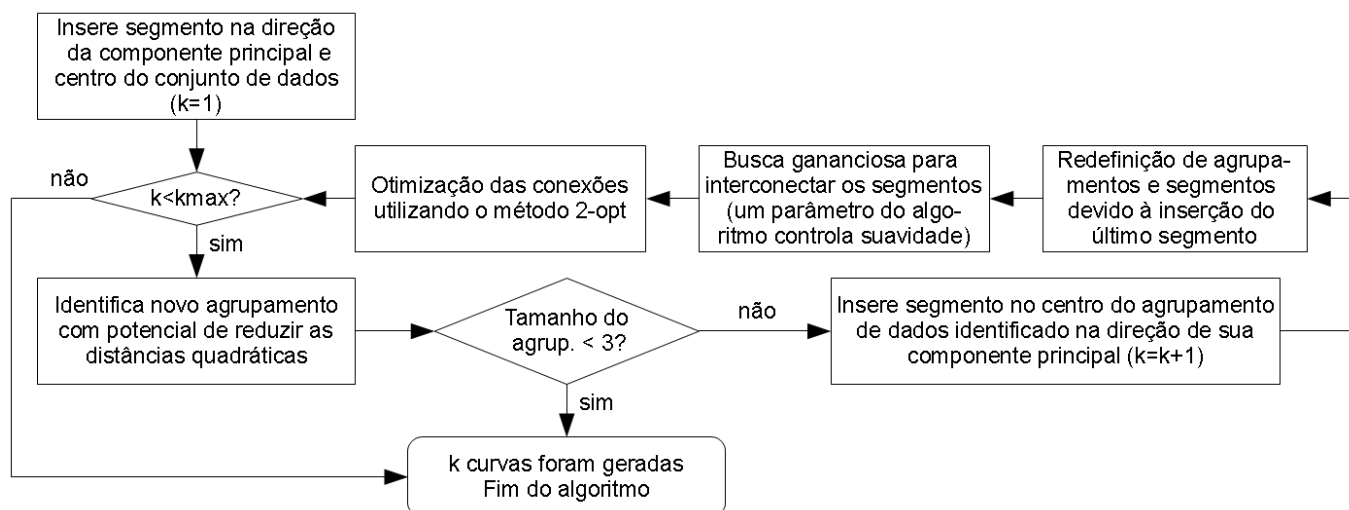 Insere segmento na direção
da componente principal e
centro do conjunto de dados
(k=1)
não
k<kmax?
sim
Otimização das conexões
utilizando o método 2-opt
Busca gananciosa para
interconectar os segmentos
(um parâmetro do algo-
ritmo controla suavidade)
Redefinição de agrupa-
mentos e segmentos
devido à inserção do
último segmento
Identifica novo agrupamento
com potencial de reduzir as
distâncias quadráticas
Tamanho do
agrup. < 3?
não
sim
Insere segmento no centro do agrupamento
de dados identificado na direção de sua
componente principal (k=k+1)
k curvas foram geradas
Fim do algoritmo